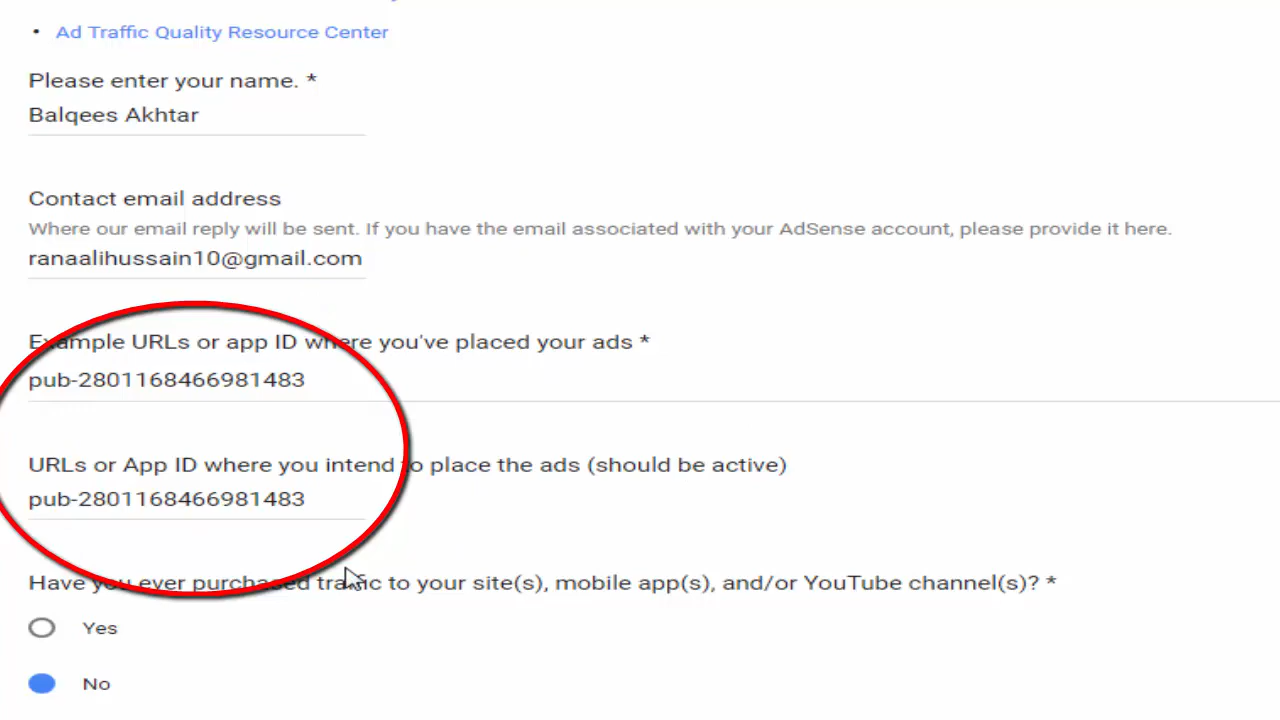 • Ad Traffic Quality Resource Center
Please enter your name. *
Balqees Akhtar
Contact email address
Where our email reply will be sent. If you have the email associated with your AdSense account, please provide it here.
ranaalihussain10@gmail.com
Example URLs or app ID where you've placed your ads *
pub-2801168466981483
URLs or App ID where you intend to place the ads (should be active)
pub-2801168466981483
Have you ever purchased traffic to your site(s), mobile app(s), and/or YouTube channel(s)? *
Yes
No